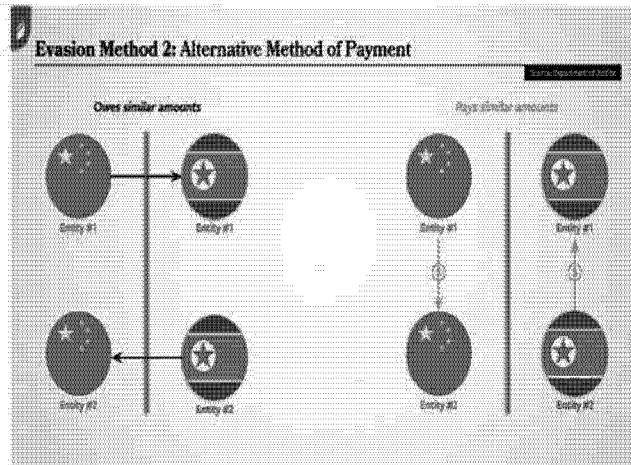 Evasion Method 2: Alternative Method of Payment
Source: Department of Justice
Owes similar amounts
Pays similar amounts
Entity #1
Entity #1
Entity #1
Entity #1
$
$
Entity #2
Entity #2
Entity #2
Entity #2